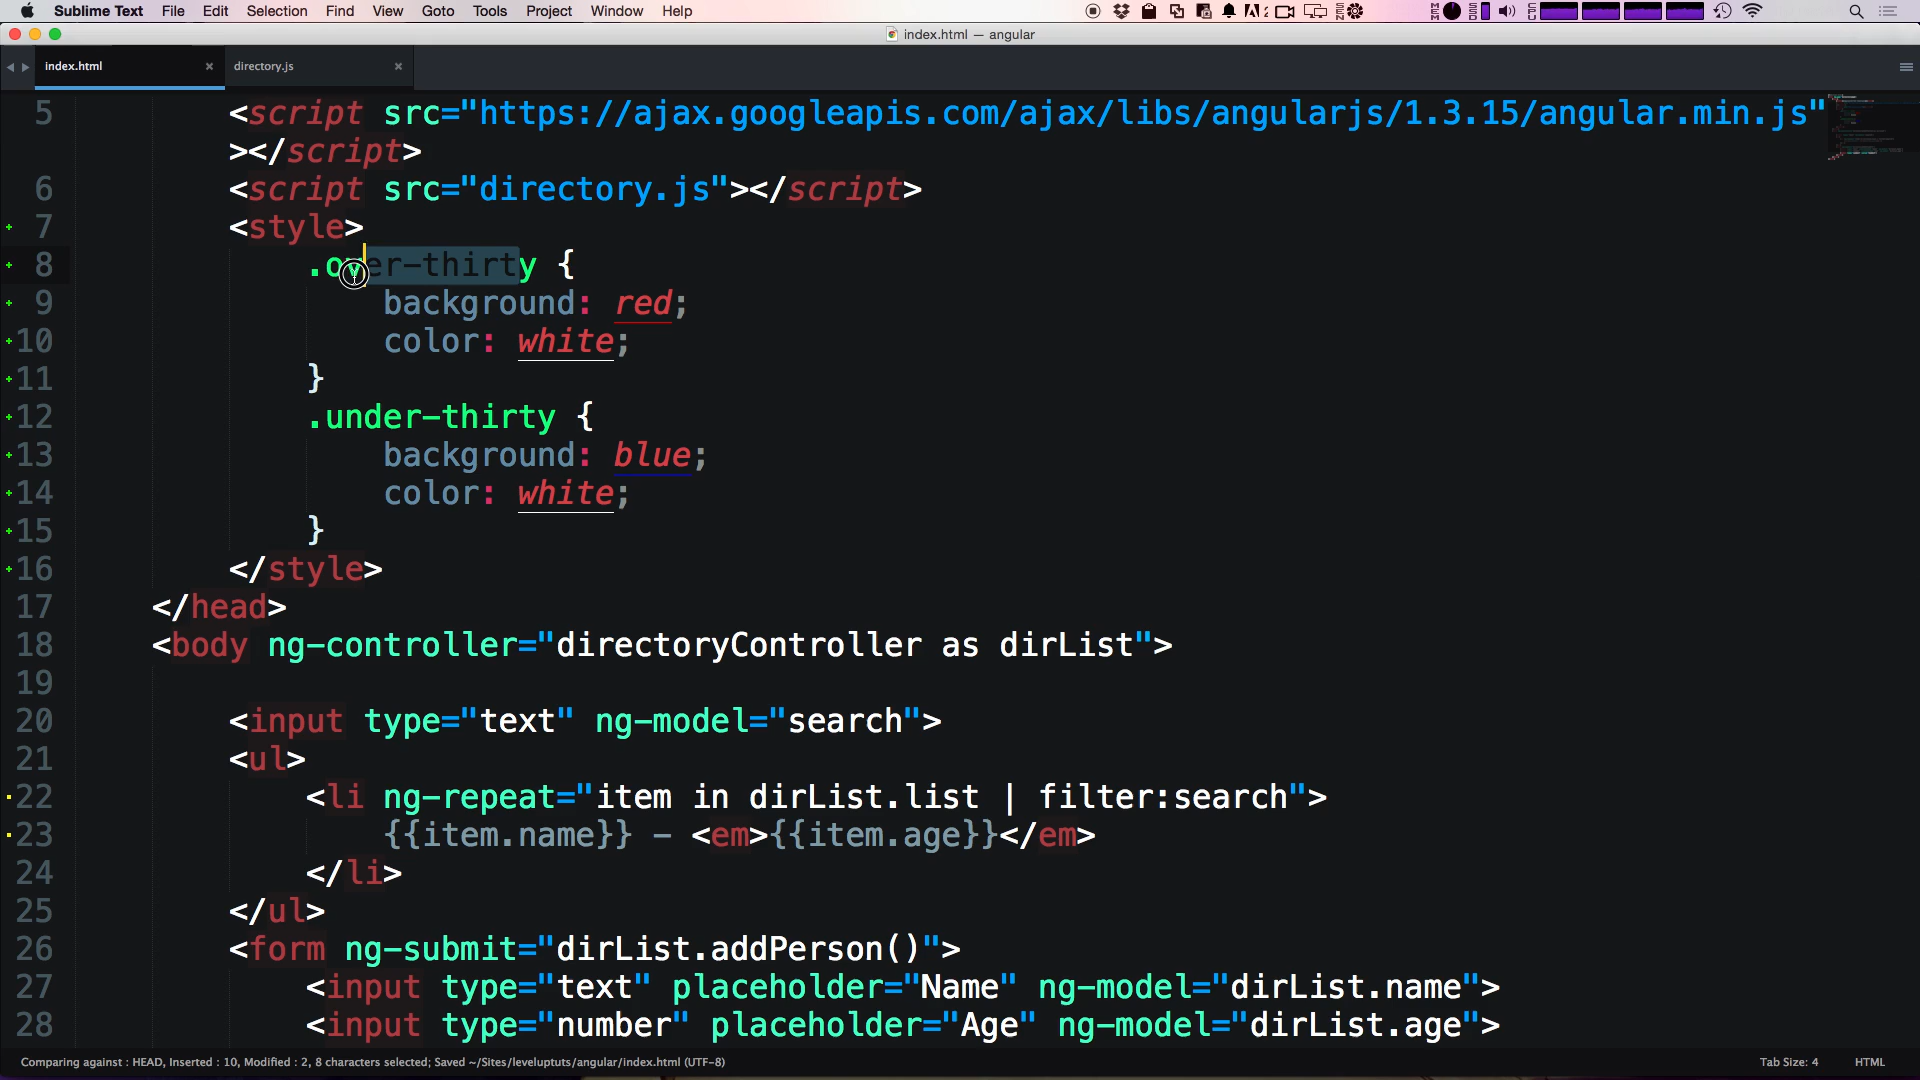 Sublime Text File Edit Selection Find View Goto Tools Project Window Help
index.html — angular
index.html directory.js
5 <script src="https://ajax.googleapis.com/ajax/libs/angularjs/1.3.15/angular.min.js"
></script>
6 <script src="directory.js"></script>
7 <style>
8 .over-thirty {
9 background: red;
10 color: white;
11 }
12 .under-thirty {
13 background: blue;
14 color: white;
15 }
16 </style>
17 </head>
18 <body ng-controller="directoryController as dirList">
19
20 <input type="text" ng-model="search">
21 <ul>
22 <li ng-repeat="item in dirList.list | filter:search">
23 {{item.name}} - <em>{{item.age}}</em>
24 </li>
25 </ul>
26 <form ng-submit="dirList.addPerson()">
27 <input type="text" placeholder="Name" ng-model="dirList.name">
28 <input type="number" placeholder="Age" ng-model="dirList.age">
Comparing against : HEAD, Inserted : 10, Modified : 2, 8 characters selected; Saved ~/Sites/leveluptuts/angular/index.html (UTF-8) Tab Size: 4 HTML